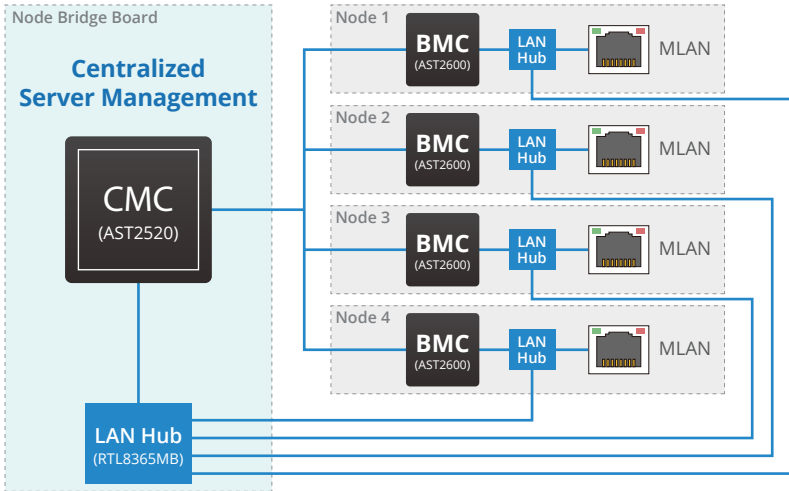 Node Bridge Board
Centralized
Server Management
CMC
(AST2520)
LAN Hub
(RTL8365MB)
Node 1
BMC
(AST2600)
LAN
Hub
MLAN
Node 2
BMC
(AST2600)
LAN
Hub
MLAN
Node 3
BMC
(AST2600)
LAN
Hub
MLAN
Node 4
BMC
(AST2600)
LAN
Hub
MLAN